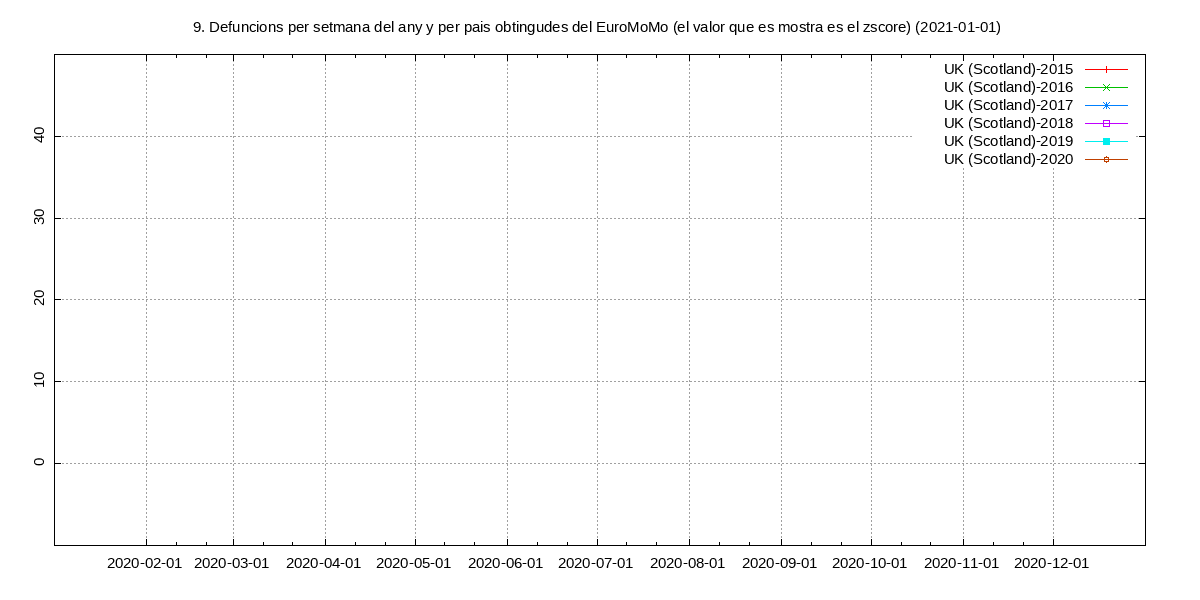 9. Defuncions per setmana del any y per pais obtingudes del EuroMoMo (el valor que es mostra es el zscore) (2021-01-01)
UK (Scotland)-2015
UK (Scotland)-2016
UK (Scotland)-2017
UK (Scotland)-2018
UK (Scotland)-2019
UK (Scotland)-2020
40
30
20
10
0
2020-02-01 2020-03-01 2020-04-01 2020-05-01 2020-06-01 2020-07-01 2020-08-01 2020-09-01 2020-10-01 2020-11-01 2020-12-01